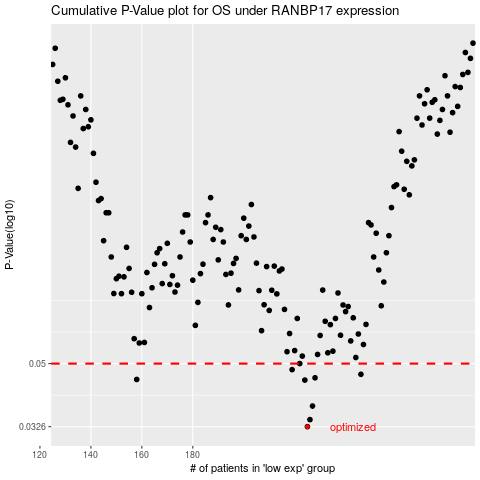 Cumulative P-Value plot for OS under RANBP17 expression
P-Value(log10)
0.05
0.0326
optimized
120 140 160 180
# of patients in 'low exp' group